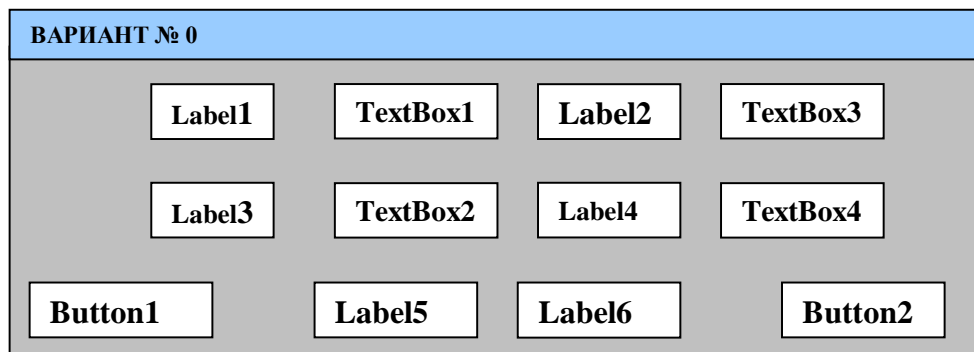 ВАРИАНТ № 0
Label1 TextBox1 Label2 TextBox3
Label3 TextBox2 Label4 TextBox4
Button1 Label5 Label6 Button2